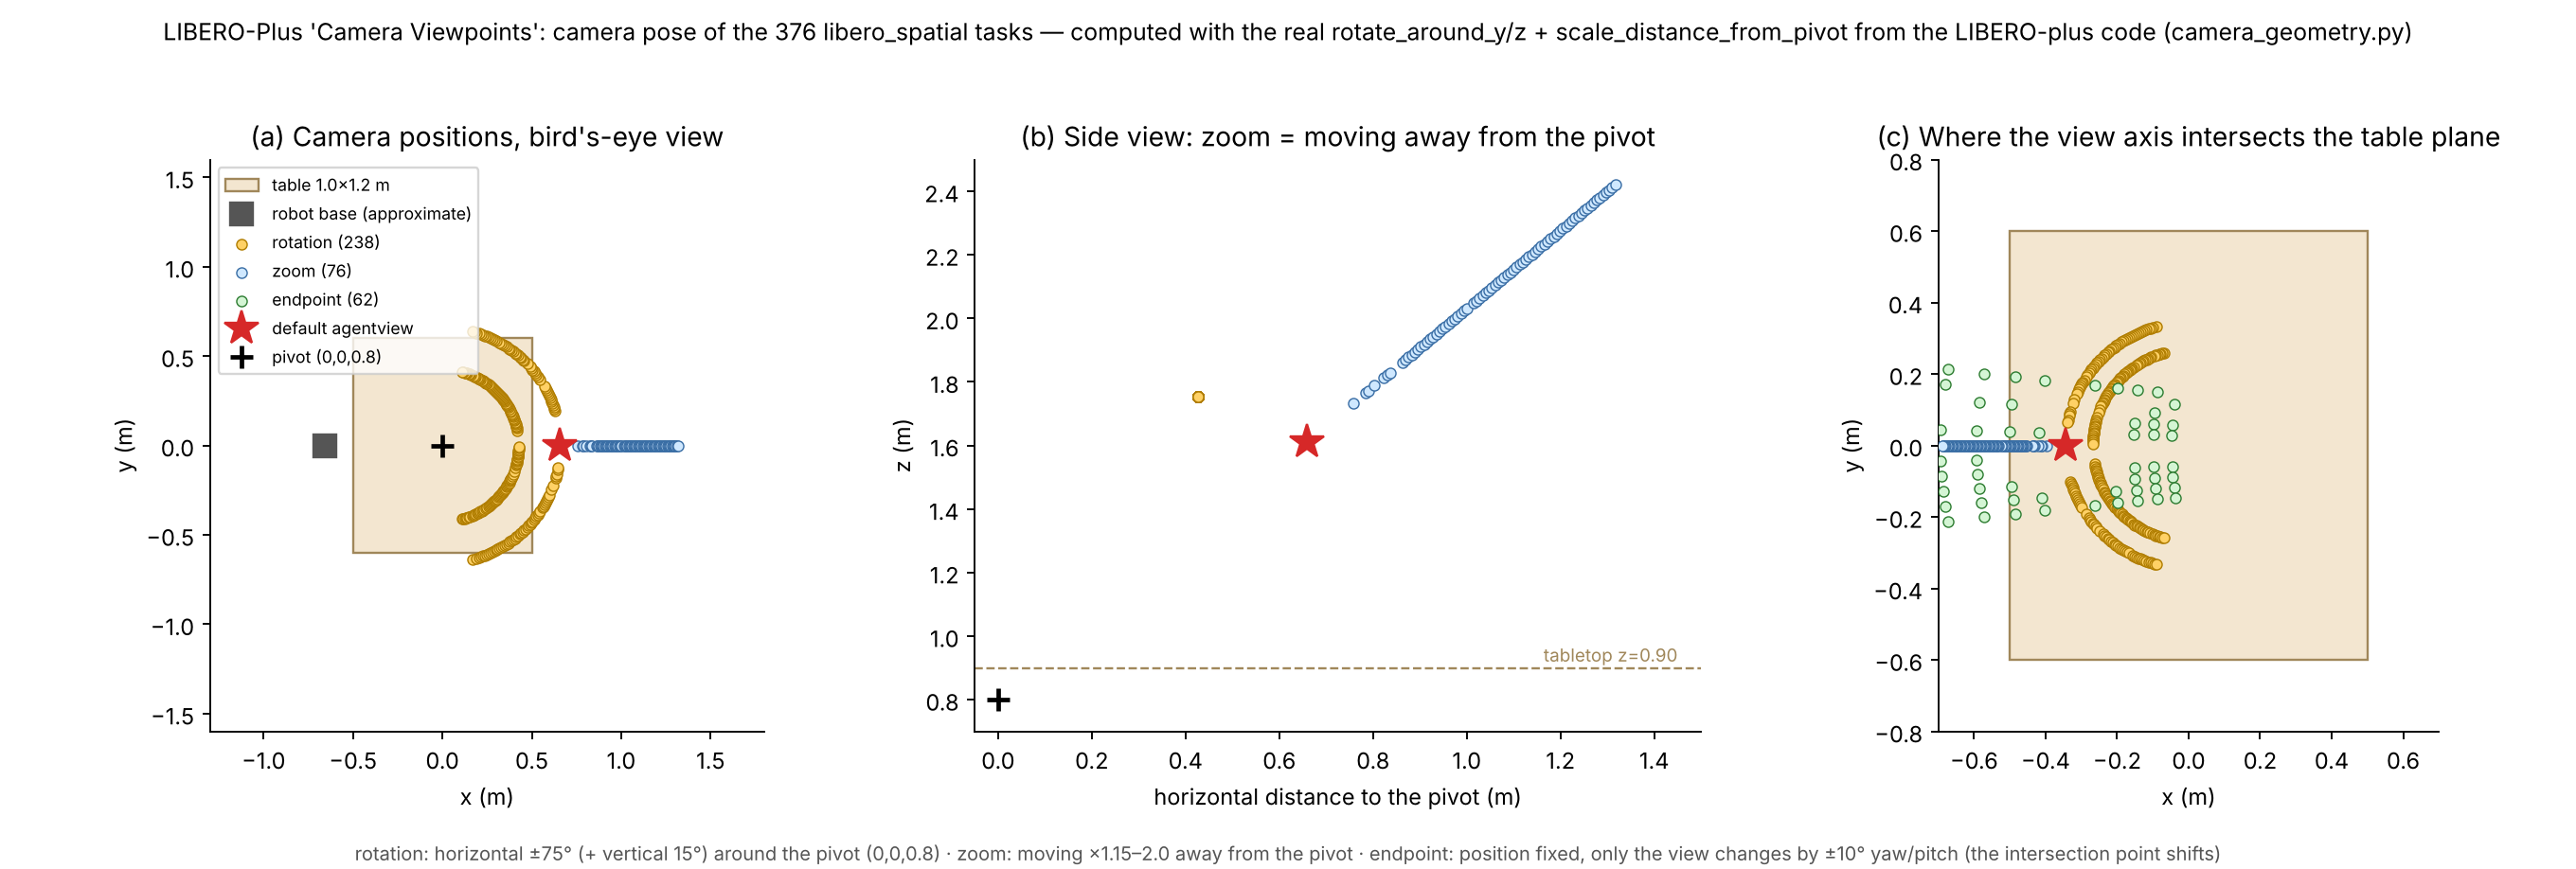 LIBERO-Plus 'Camera Viewpoints': camera pose of the 376 libero_spatial tasks — computed with the real rotate_around_y/z + scale_distance_from_pivot from the LIBERO-plus code (camera_geometry.py)
(a) Camera positions, bird's-eye view
table 1.0×1.2 m
robot base (approximate)
rotation (238)
zoom (76)
endpoint (62)
default agentview
pivot (0,0,0.8)
1.5
1.0
0.5
0.0
−0.5
−1.0
−1.5
y (m)
−1.0 −0.5 0.0 0.5 1.0 1.5
x (m)
(b) Side view: zoom = moving away from the pivot
2.4
2.2
2.0
1.8
1.6
1.4
1.2
1.0
0.8
z (m)
tabletop z=0.90
0.0 0.2 0.4 0.6 0.8 1.0 1.2 1.4
horizontal distance to the pivot (m)
(c) Where the view axis intersects the table plane
0.8
0.6
0.4
0.2
0.0
−0.2
−0.4
−0.6
−0.8
y (m)
−0.6 −0.4 −0.2 0.0 0.2 0.4 0.6
x (m)
rotation: horizontal ±75° (+ vertical 15°) around the pivot (0,0,0.8) · zoom: moving ×1.15–2.0 away from the pivot · endpoint: position fixed, only the view changes by ±10° yaw/pitch (the intersection point shifts)